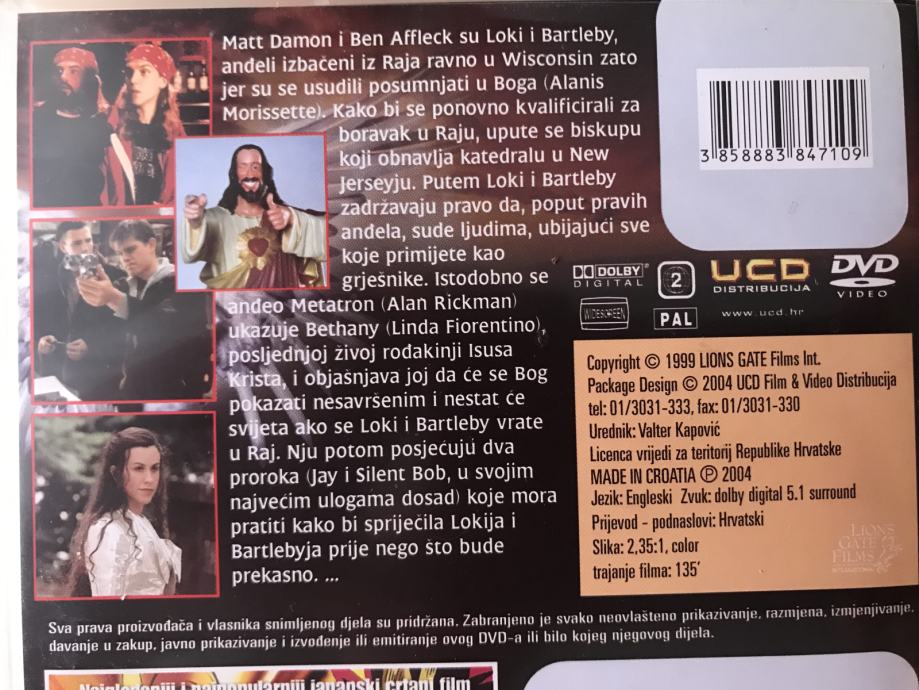 Matt Damon i Ben Affleck su Loki i Bartleby,
anđeli izbačeni iz Raja ravno u Wisconsin zato
jer su se usudili posumnjati u Boga (Alanis
Morissette). Kako bi se ponovno kvalificirali za
boravak u Raju, upute se biskupu
koji obnavlja katedralu u New
Jerseyju. Putem Loki i Bartleby
zadržavaju pravo da, poput pravih
anđela, sude ljudima, ubijajući sve
koje primijete kao
grješnike. Istodobno se
anđeo Metatron (Alan Rickman)
ukazuje Bethany (Linda Fiorentino),
posljednjoj živoj rođakinji Isusa
Krista, i objašnjava joj da će se Bog
pokazati nesavršenim i nestat će
svijeta ako se Loki i Bartleby vrate
u Raj. Nju potom posjećuju dva
proroka (Jay i Silent Bob, u svojim
najvećim ulogama dosad) koje mora
pratiti kako bi spriječila Lokija i
Bartlebyja prije nego što bude
prekasno. ...
3 858883 847109
DOLBY
DIGITAL
2
UCD
DISTRIBUCIJA
DVD
VIDEO
WIDESCREEN
PAL
www.ucd.hr
Copyright © 1999 LIONS GATE Films Int.
Package Design © 2004 UCD Film & Video Distribucija
tel: 01/3031-333, fax: 01/3031-330
Urednik: Valter Kapović
Licenca vrijedi za teritorij Republike Hrvatske
MADE IN CROATIA ℗ 2004
Jezik: Engleski Zvuk: dolby digital 5.1 surround
Prijevod - podnaslovi: Hrvatski
Slika: 2,35:1, color
trajanje filma: 135'
LIONS
GATE
FILMS
INTERNATIONAL
Sva prava proizvođača i vlasnika snimljenog djela su pridržana. Zabranjeno je svako neovlašteno prikazivanje, razmjena, izmjenjivanje,
davanje u zakup, javno prikazivanje i izvođenje ili emitiranje ovog DVD-a ili bilo kojeg njegovog dijela.
Najgledaniji i najpopularniji japanski crtani film